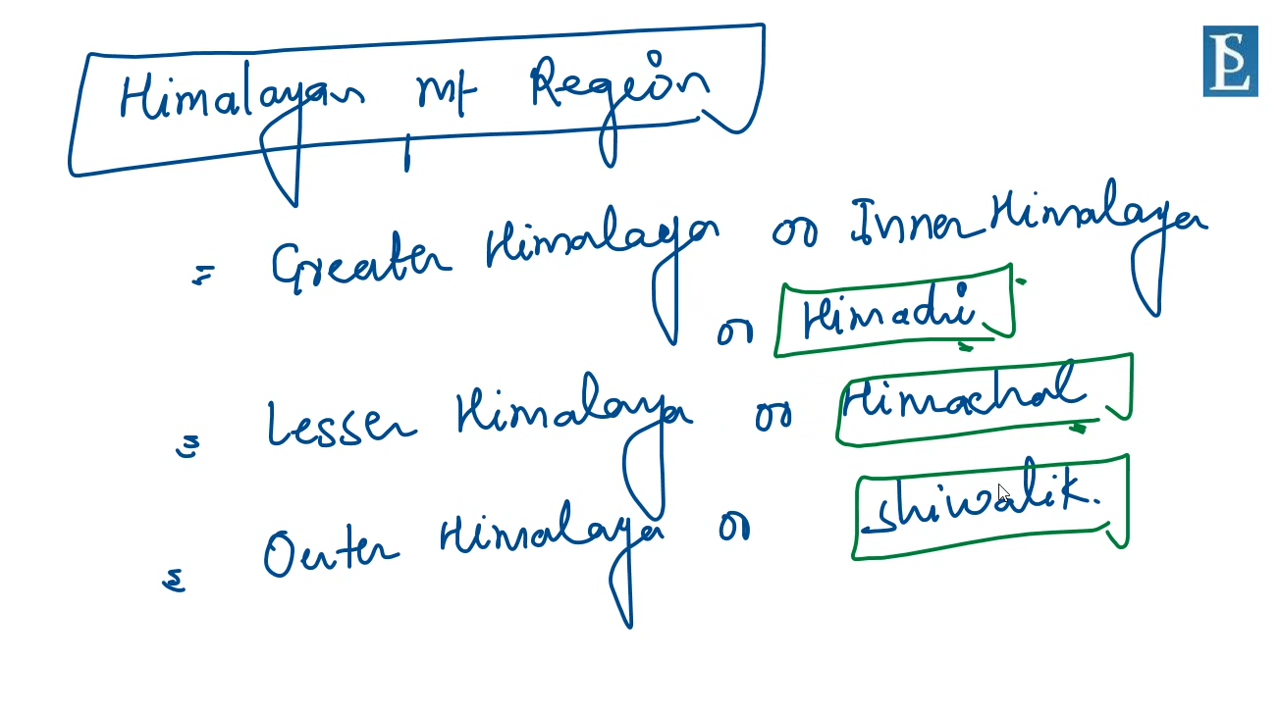 Himalayan mt Region
= Greater Himalaya or Inner Himalaya
or Himadri
= Lesser Himalaya or Himachal
= Outer Himalaya or Shiwalik.